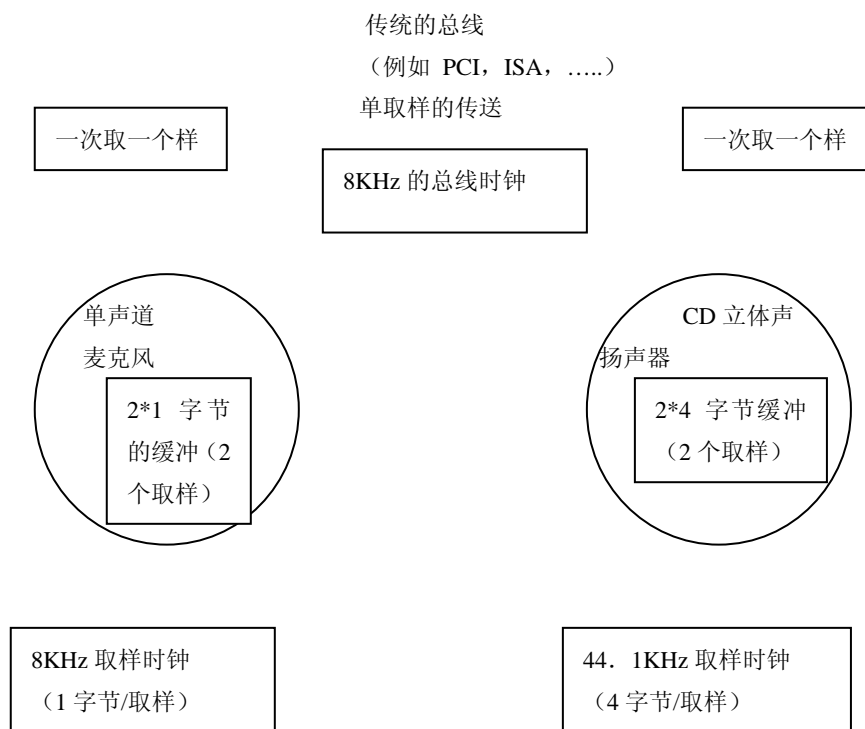 传统的总线
（例如 PCI，ISA，…..）
单取样的传送
一次取一个样
一次取一个样
8KHz 的总线时钟
单声道
麦克风
2*1 字节
的缓冲（2
个取样）
CD 立体声
扬声器
2*4 字节缓冲
（2 个取样）
8KHz 取样时钟
（1 字节/取样）
44．1KHz 取样时钟
（4 字节/取样）